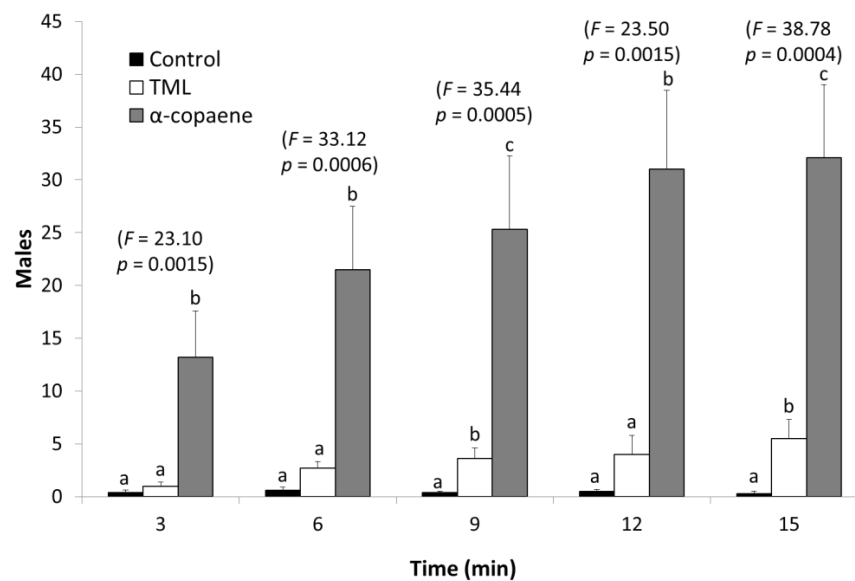 45
40
35
30
25
20
15
10
5
0
Males
Control
TML
α-copaene
(F = 23.10
p = 0.0015)
(F = 33.12
p = 0.0006)
(F = 35.44
p = 0.0005)
(F = 23.50
p = 0.0015)
(F = 38.78
p = 0.0004)
a
a
b
a
a
b
a
b
c
a
a
b
a
b
c
3
6
9
12
15
Time (min)